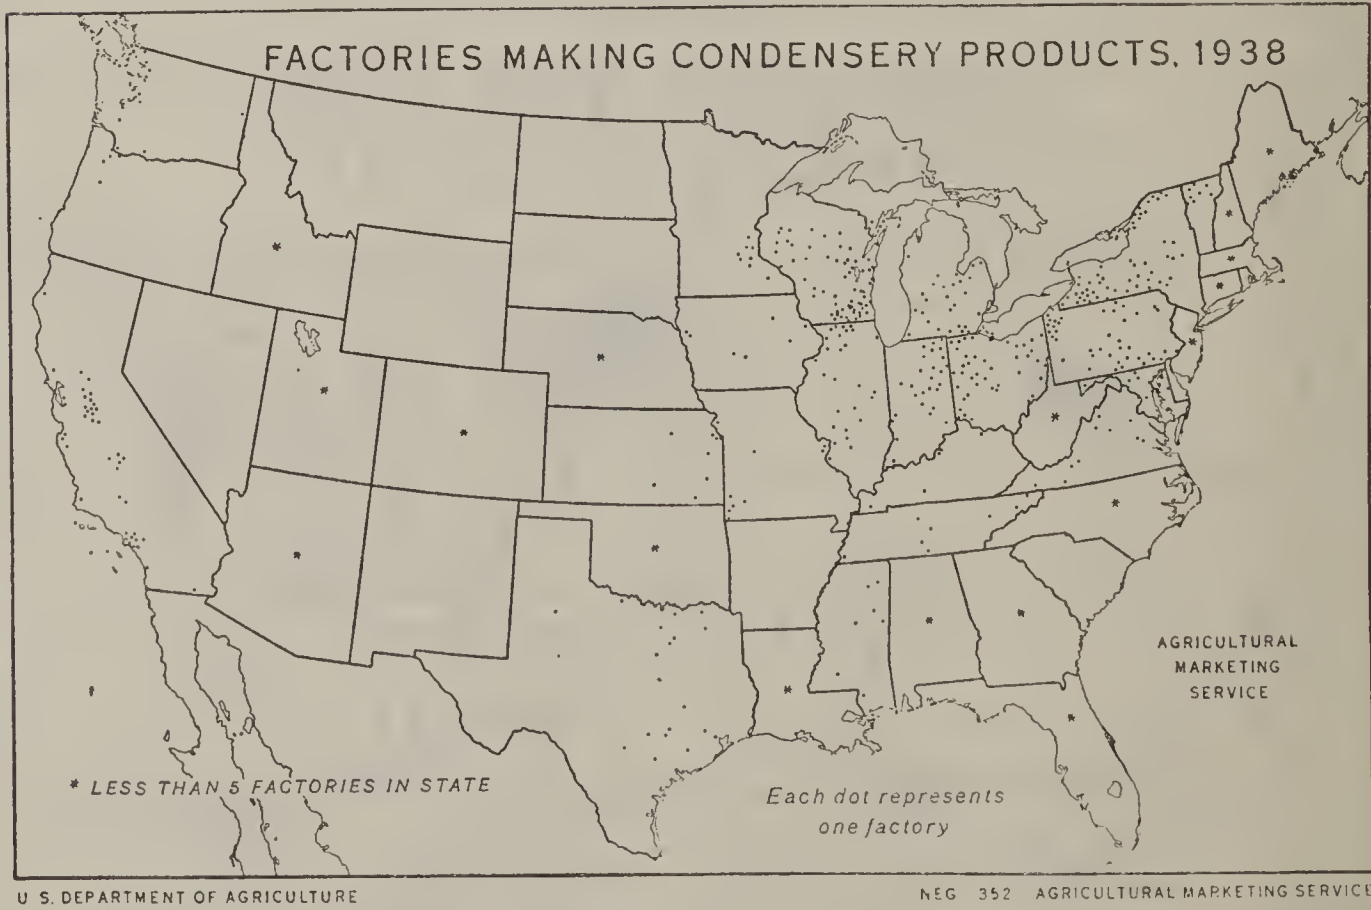 FACTORIES MAKING CONDENSERY PRODUCTS, 1938
AGRICULTURAL
MARKETING
SERVICE
* LESS THAN 5 FACTORIES IN STATE
Each dot represents
one factory
U S. DEPARTMENT OF AGRICULTURE
NEG 352 AGRICULTURAL MARKETING SERVICE